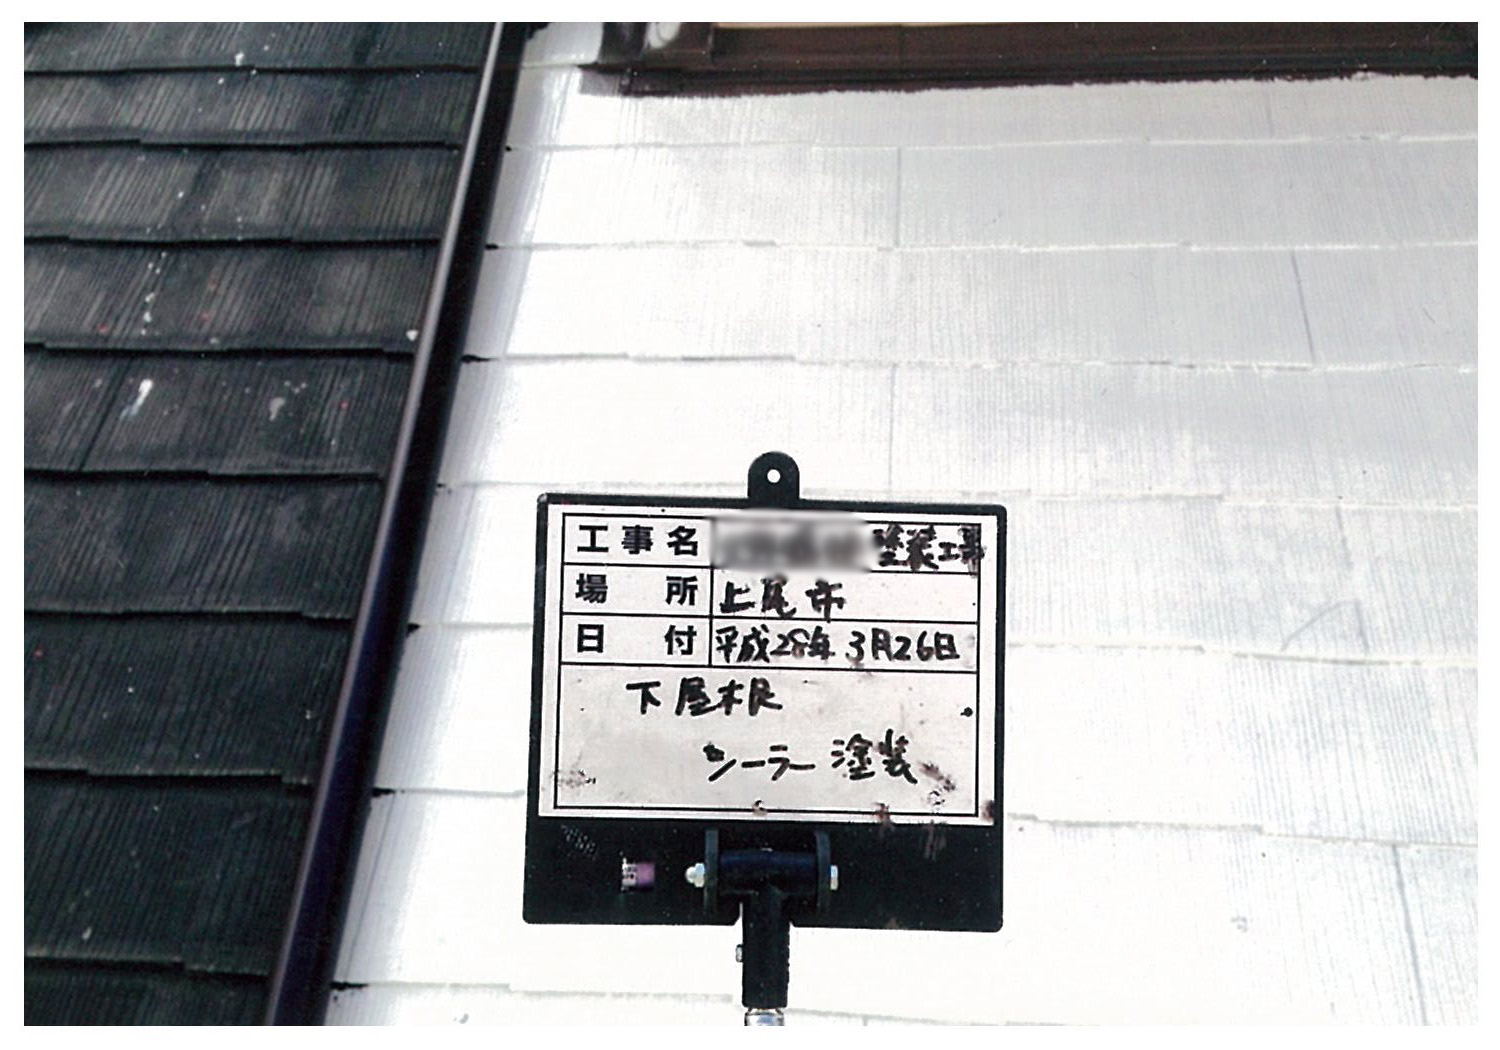 工事名 塗装工事
場所 上尾市
日付 平成28年3月26日
下屋根
シーラー塗装